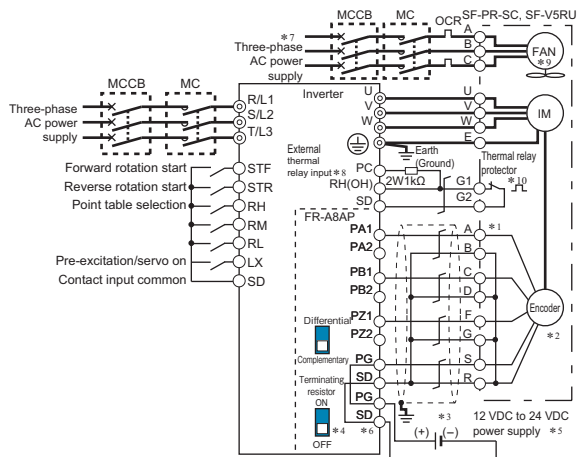 MCCB MC OCR SF-PR-SC, SF-V5RU
*7
Three-phase
AC power
supply
A
B
C
FAN
*9
MCCB MC
Three-phase
AC power
supply
R/L1
S/L2
T/L3
Inverter
U
V
W
U
V
W
E
IM
Earth
(Ground)
Forward rotation start STF
Reverse rotation start STR
Point table selection RH
RM
RL
Pre-excitation/servo on LX
Contact input common SD
External
thermal
relay input *8
PC
RH(OH)
SD
2W1kΩ
G1
G2
Thermal relay
protector
*10
FR-A8AP
PA1
PA2
PB1
PB2
PZ1
PZ2
PG
SD
PG
SD
A *1
B
C
D
F
G
S
R
Encoder
*2
Differential
Complementary
Terminating
resistor
ON
OFF
*4
*6
*3
(+) (−)
12 VDC to 24 VDC
power supply *5